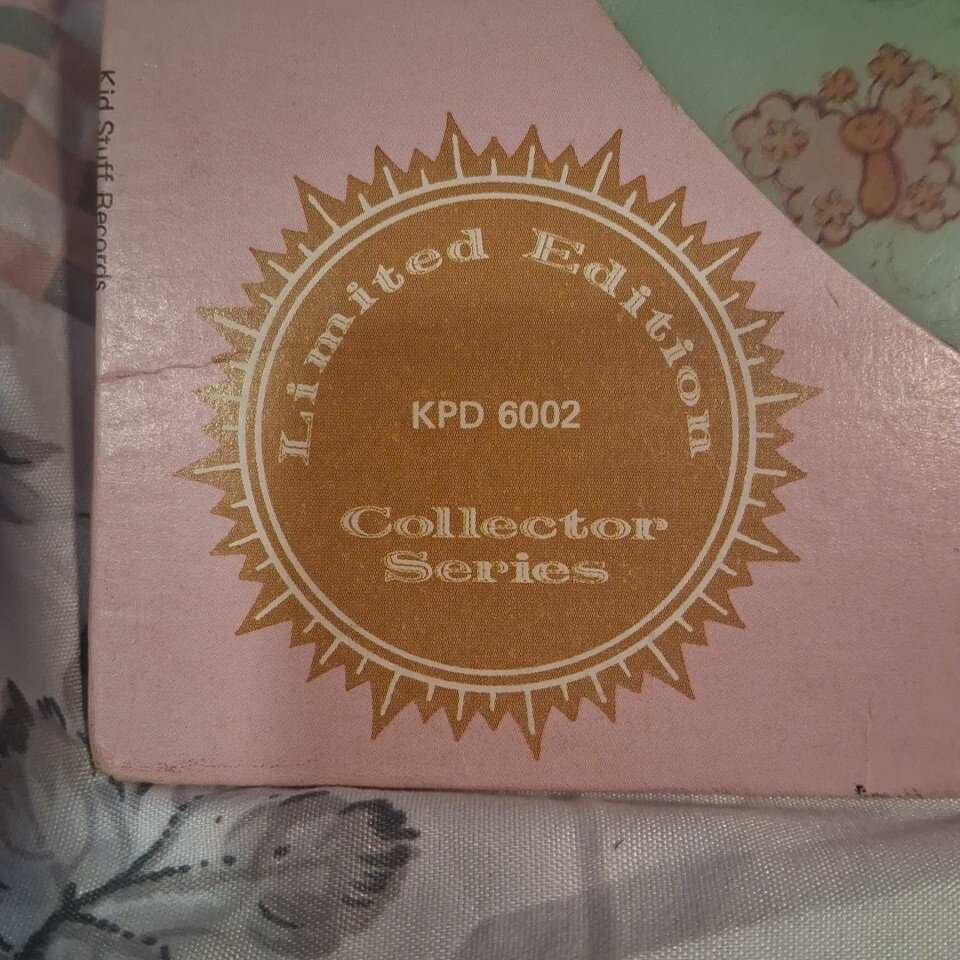 Kid Stuff Records
Limited Edition
KPD 6002
Collector
Series